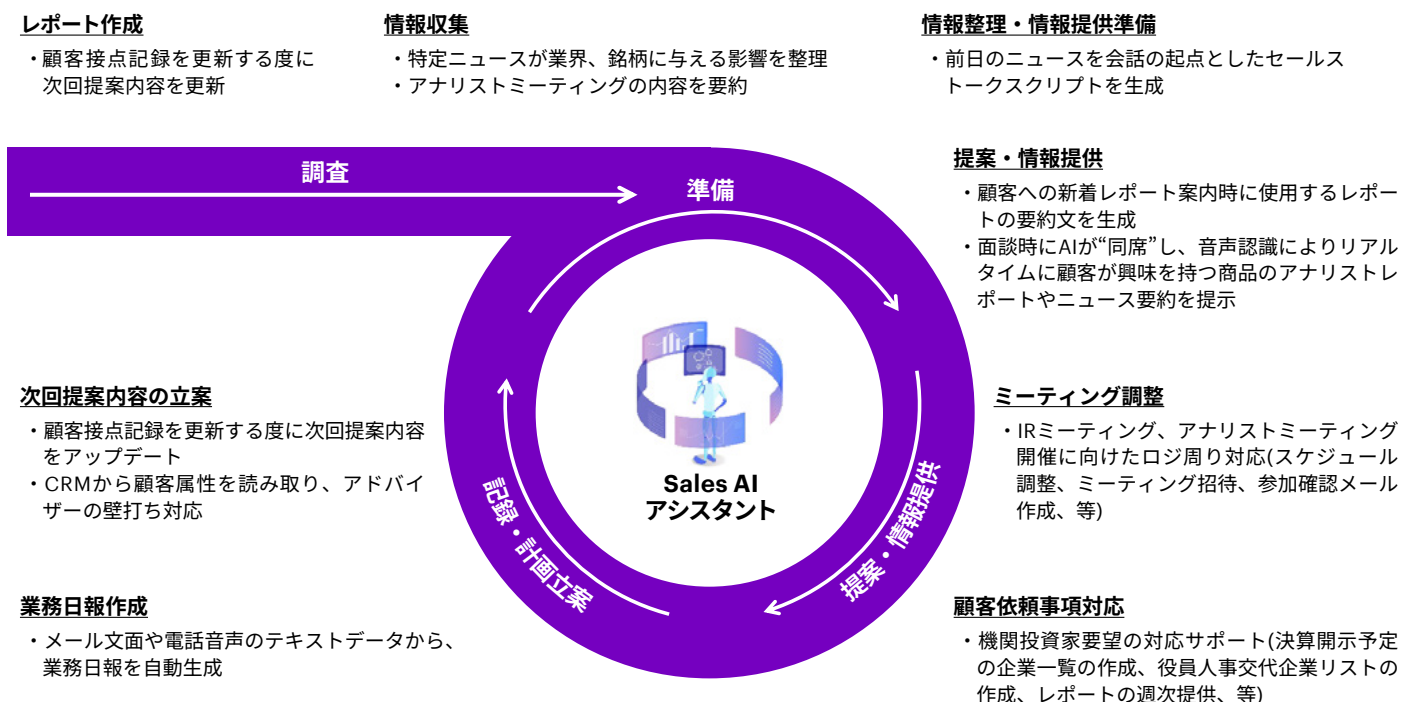 レポート作成
・顧客接点記録を更新する度に
次回提案内容を更新
情報収集
・特定ニュースが業界、銘柄に与える影響を整理
・アナリストミーティングの内容を要約
情報整理・情報提供準備
・前日のニュースを会話の起点としたセールス
トークスクリプトを生成
調査
準備
提案・情報提供
・顧客への新着レポート案内時に使用するレポー
トの要約文を生成
・面談時にAIが“同席”し、音声認識によりリアル
タイムに顧客が興味を持つ商品のアナリストレ
ポートやニュース要約を提示
次回提案内容の立案
・顧客接点記録を更新する度に次回提案内容
をアップデート
・CRMから顧客属性を読み取り、アドバイ
ザーの壁打ち対応
Sales AI
アシスタント
記録・計画立案
提案・情報提供
ミーティング調整
・IRミーティング、アナリストミーティング
開催に向けたロジ周り対応(スケジュール
調整、ミーティング招待、参加確認メール
作成、等)
業務日報作成
・メール文面や電話音声のテキストデータから、
業務日報を自動生成
顧客依頼事項対応
・機関投資家要望の対応サポート(決算開示予定
の企業一覧の作成、役員人事交代企業リストの
作成、レポートの週次提供、等)